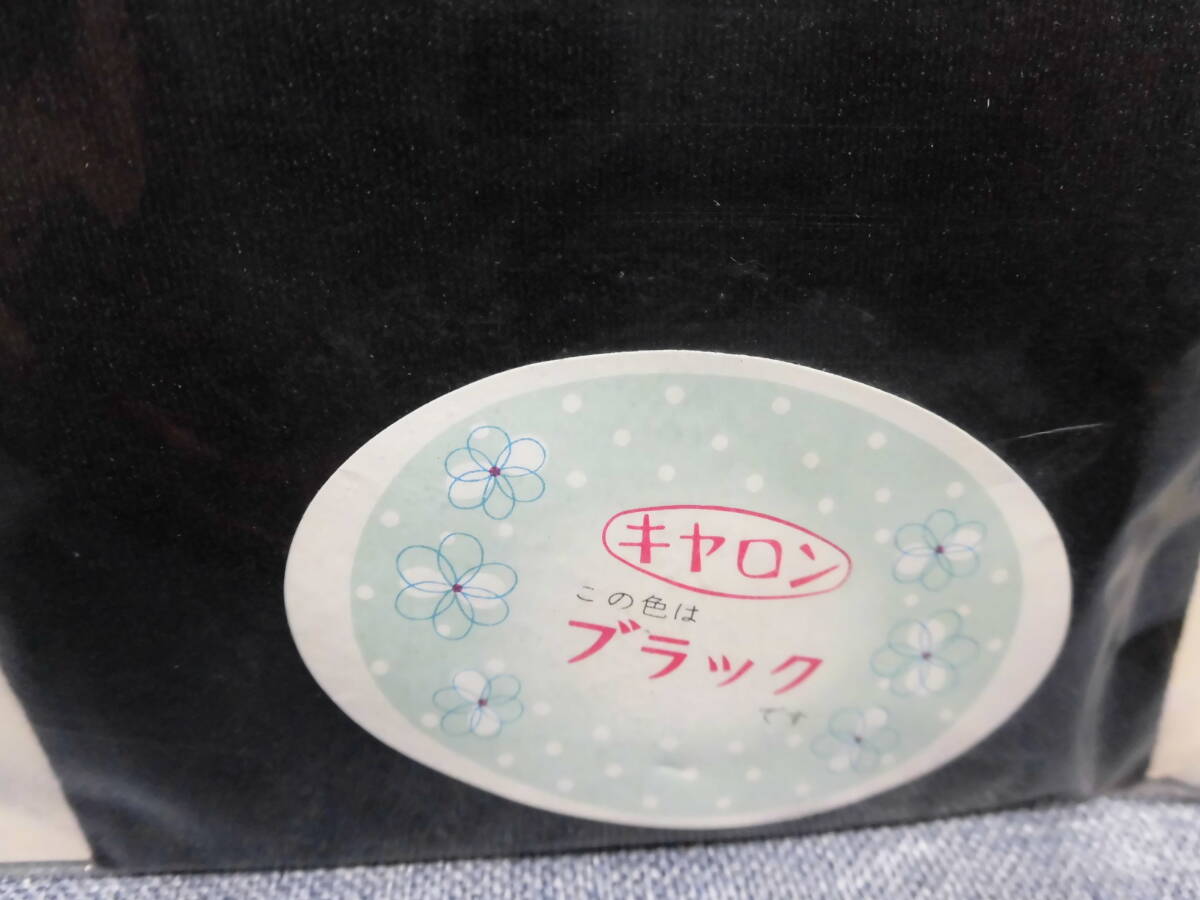 キヤロン
この色は
ブラック
です